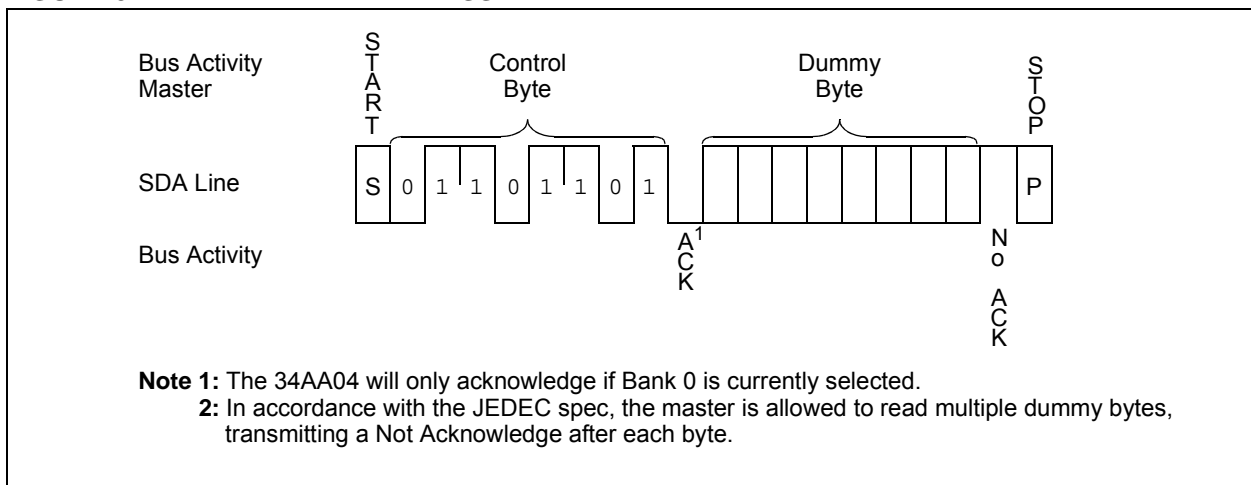 Bus Activity
Master
START
Control
Byte
Dummy
Byte
STOP
SDA Line
S 0 1 1 0 1 1 0 1 P
Bus Activity
ACK1
No ACK
Note 1: The 34AA04 will only acknowledge if Bank 0 is currently selected.
2: In accordance with the JEDEC spec, the master is allowed to read multiple dummy bytes,
transmitting a Not Acknowledge after each byte.